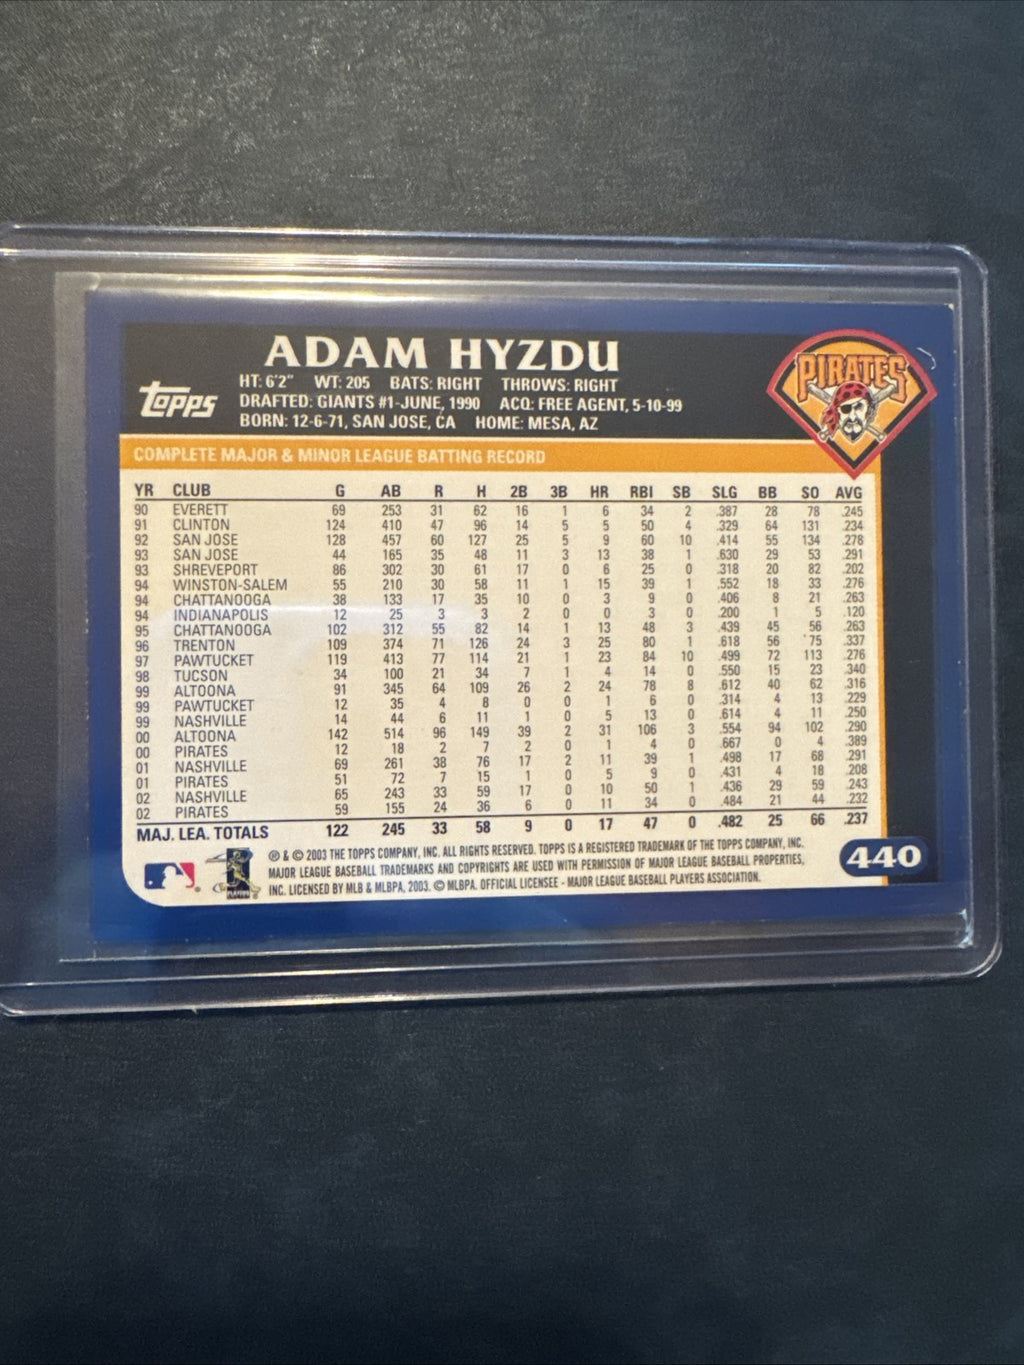 ADAM HYZDU
PIRATES
Topps
HT: 6'2" WT: 205 BATS: RIGHT THROWS: RIGHT
DRAFTED: GIANTS #1-JUNE, 1990 ACQ: FREE AGENT, 5-10-99
BORN: 12-6-71, SAN JOSE, CA HOME: MESA, AZ
COMPLETE MAJOR & MINOR LEAGUE BATTING RECORD
YR CLUB G AB R H 2B 3B HR RBI SB SLG BB SO AVG
90 EVERETT 69 253 31 62 16 1 6 34 2 .387 28 78 .245
91 CLINTON 124 410 47 96 14 5 5 50 4 .329 64 131 .234
92 SAN JOSE 128 457 60 127 25 5 9 60 10 .414 55 134 .278
93 SAN JOSE 44 165 35 48 11 3 13 38 1 .630 29 53 .291
93 SHREVEPORT 86 302 30 61 17 0 6 25 0 .318 20 82 .202
94 WINSTON-SALEM 55 210 30 58 11 1 15 39 1 .552 18 33 .276
94 CHATTANOOGA 38 133 17 35 10 0 3 9 0 .406 8 21 .263
94 INDIANAPOLIS 12 25 3 3 2 0 0 3 0 .200 1 5 .120
95 CHATTANOOGA 102 312 55 82 14 1 13 48 3 .439 45 56 .263
96 TRENTON 109 374 71 126 24 3 25 80 1 .618 56 75 .337
97 PAWTUCKET 119 413 77 114 21 1 23 84 10 .499 72 113 .276
98 TUCSON 34 100 21 34 7 1 4 14 0 .550 15 23 .340
99 ALTOONA 91 345 64 109 26 2 24 78 8 .612 40 62 .316
99 PAWTUCKET 12 35 4 8 0 0 1 6 0 .314 4 13 .229
99 NASHVILLE 14 44 6 11 1 0 5 13 0 .614 4 11 .250
00 ALTOONA 142 514 96 149 39 2 31 106 3 .554 94 102 .290
00 PIRATES 12 18 2 7 2 0 1 4 0 .667 0 4 .389
01 NASHVILLE 69 261 38 76 17 2 11 39 1 .498 17 68 .291
01 PIRATES 51 72 7 15 1 0 5 9 0 .431 4 18 .208
02 NASHVILLE 65 243 33 59 17 0 10 50 1 .436 29 59 .243
02 PIRATES 59 155 24 36 6 0 11 34 0 .484 21 44 .232
MAJ. LEA. TOTALS 122 245 33 58 9 0 17 47 0 .482 25 66 .237
® & © 2003 THE TOPPS COMPANY, INC. ALL RIGHTS RESERVED. TOPPS IS A REGISTERED TRADEMARK OF THE TOPPS COMPANY, INC.
MAJOR LEAGUE BASEBALL TRADEMARKS AND COPYRIGHTS ARE USED WITH PERMISSION OF MAJOR LEAGUE BASEBALL PROPERTIES,
INC. LICENSED BY MLB & MLBPA, 2003. © MLBPA. OFFICIAL LICENSEE - MAJOR LEAGUE BASEBALL PLAYERS ASSOCIATION.
440